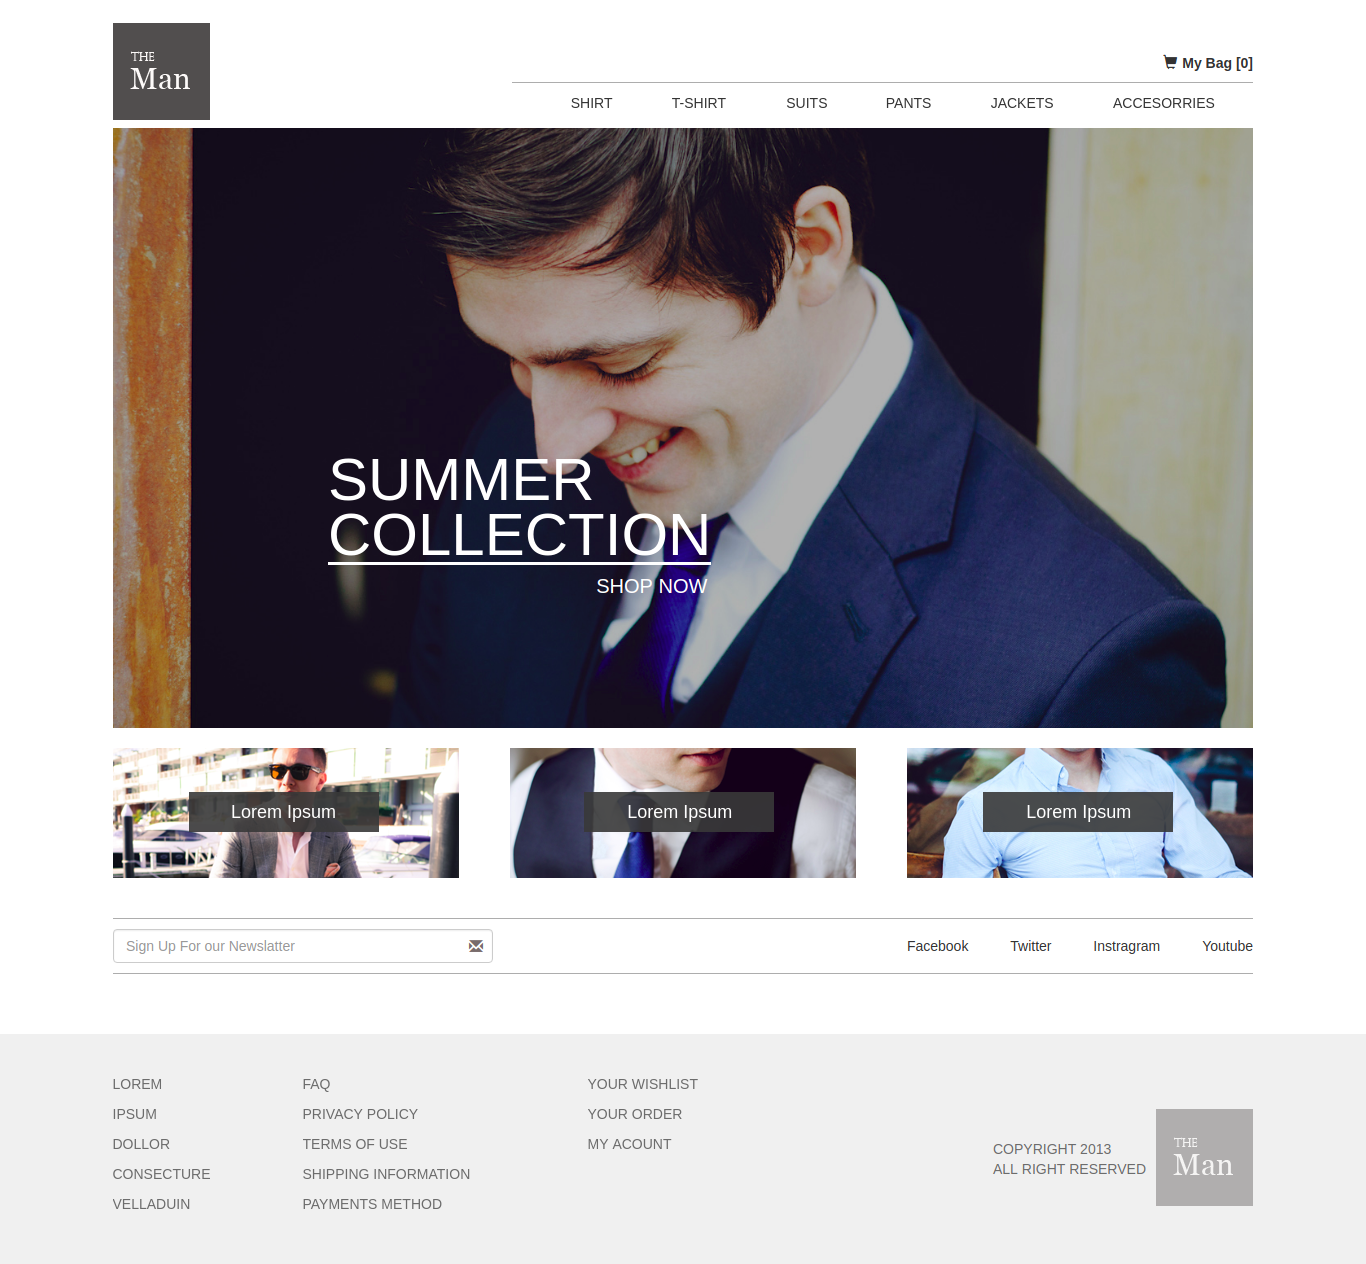 THE
Man
My Bag [0]
SHIRT T-SHIRT SUITS PANTS JACKETS ACCESORRIES
SUMMER
COLLECTION
SHOP NOW
Lorem Ipsum Lorem Ipsum Lorem Ipsum
Sign Up For our Newslatter Facebook Twitter Instragram Youtube
LOREM
IPSUM
DOLLOR
CONSECTURE
VELLADUIN
FAQ
PRIVACY POLICY
TERMS OF USE
SHIPPING INFORMATION
PAYMENTS METHOD
YOUR WISHLIST
YOUR ORDER
MY ACOUNT
COPYRIGHT 2013
ALL RIGHT RESERVED
THE
Man